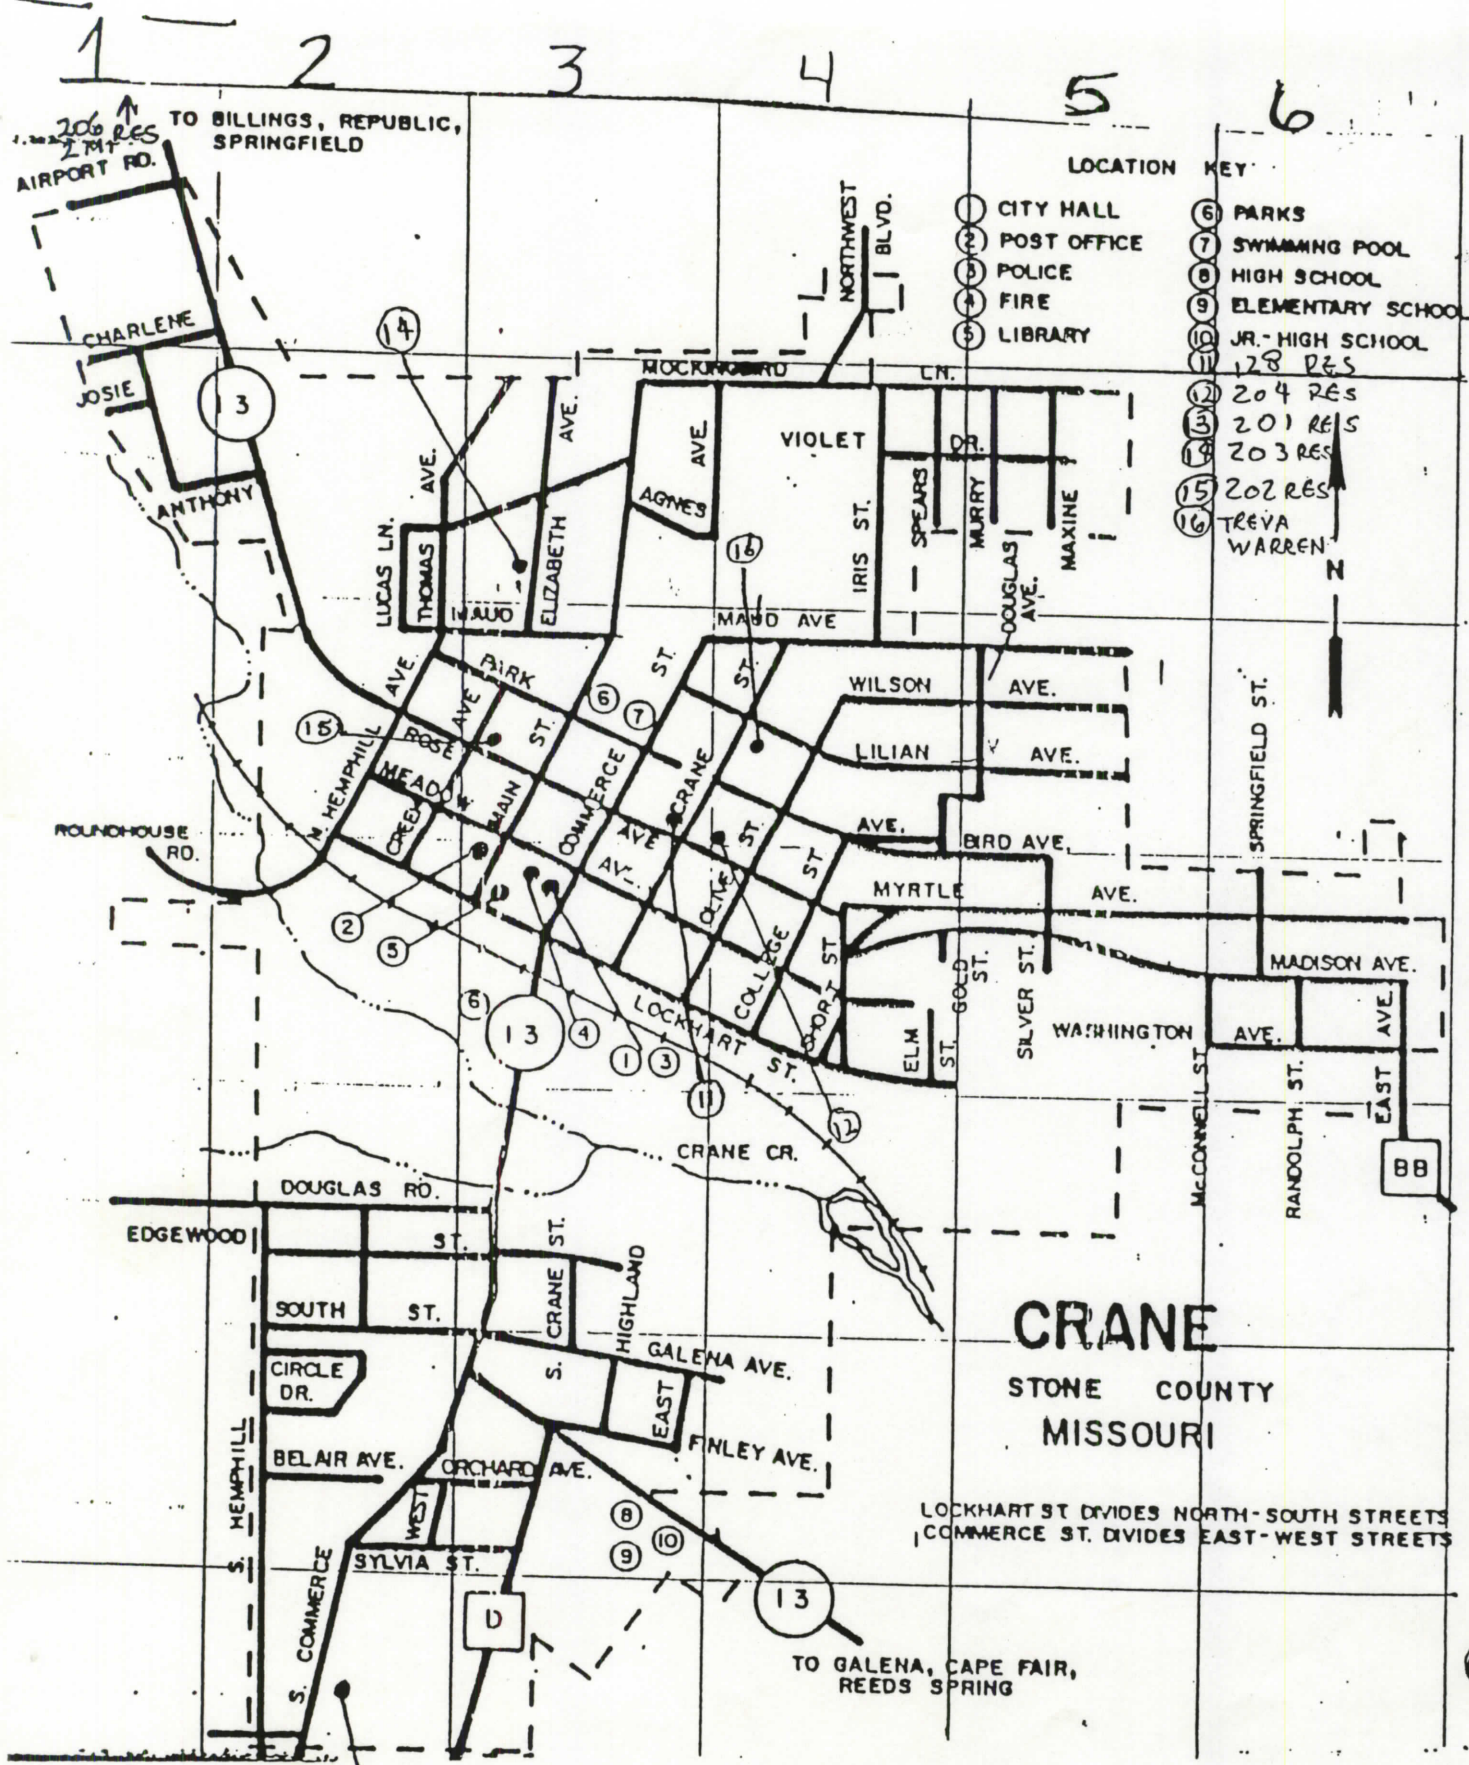 1 2 3 4 5 6
206 RES
TO BILLINGS, REPUBLIC,
SPRINGFIELD
AIRPORT RD.
LOCATION KEY
1 CITY HALL
2 POST OFFICE
3 POLICE
4 FIRE
5 LIBRARY
6 PARKS
7 SWIMMING POOL
8 HIGH SCHOOL
9 ELEMENTARY SCHOOL
10 JR.-HIGH SCHOOL
11 128 RES
12 204 RES
13 201 RES
14 203 RES
15 202 RES
16 TREVA
WARREN
N
NORTHWEST
BLVD.
CHARLENE
JOSIE
13
ANTHONY
14
MOCKINGBIRD LN.
AVE.
AVE.
AVE.
AGNES
VIOLET DR.
LUCAS LN.
THOMAS
ELIZABETH
IRIS ST.
SPEARS
MURRY
DOUGLAS
AVE.
MAXINE
16
MAUD
MAUD AVE
PARK
6 7
ST.
ST.
WILSON AVE.
LILIAN AVE.
SPRINGFIELD ST.
15
N HEMPHILL AVE.
ROSE AVE
MEADOW
CREEK
MAIN ST.
COMMERCE
CRANE
AVE
AVE.
OLIVE ST
COLLEGE ST
SHORT ST
AVE.
BIRD AVE.
MYRTLE AVE.
ROUNDHOUSE
RD.
2
5
6
13
4
1 3
11
12
LOCKHART ST.
ELM ST.
GOLD ST.
SILVER ST.
MADISON AVE.
WASHINGTON AVE.
McCONNELL ST.
RANDOLPH ST.
EAST AVE.
BB
CRANE CR.
DOUGLAS RD.
EDGEWOOD ST.
SOUTH ST.
CIRCLE
DR.
S. CRANE ST.
HIGHLAND
GALENA AVE.
EAST
FINLEY AVE.
BELAIR AVE.
ORCHARD AVE.
WEST
SYLVIA ST.
S. HEMPHILL
S. COMMERCE
D
8
9
10
13
TO GALENA, CAPE FAIR,
REEDS SPRING
CRANE
STONE COUNTY
MISSOURI
LOCKHART ST DIVIDES NORTH-SOUTH STREETS
COMMERCE ST. DIVIDES EAST-WEST STREETS